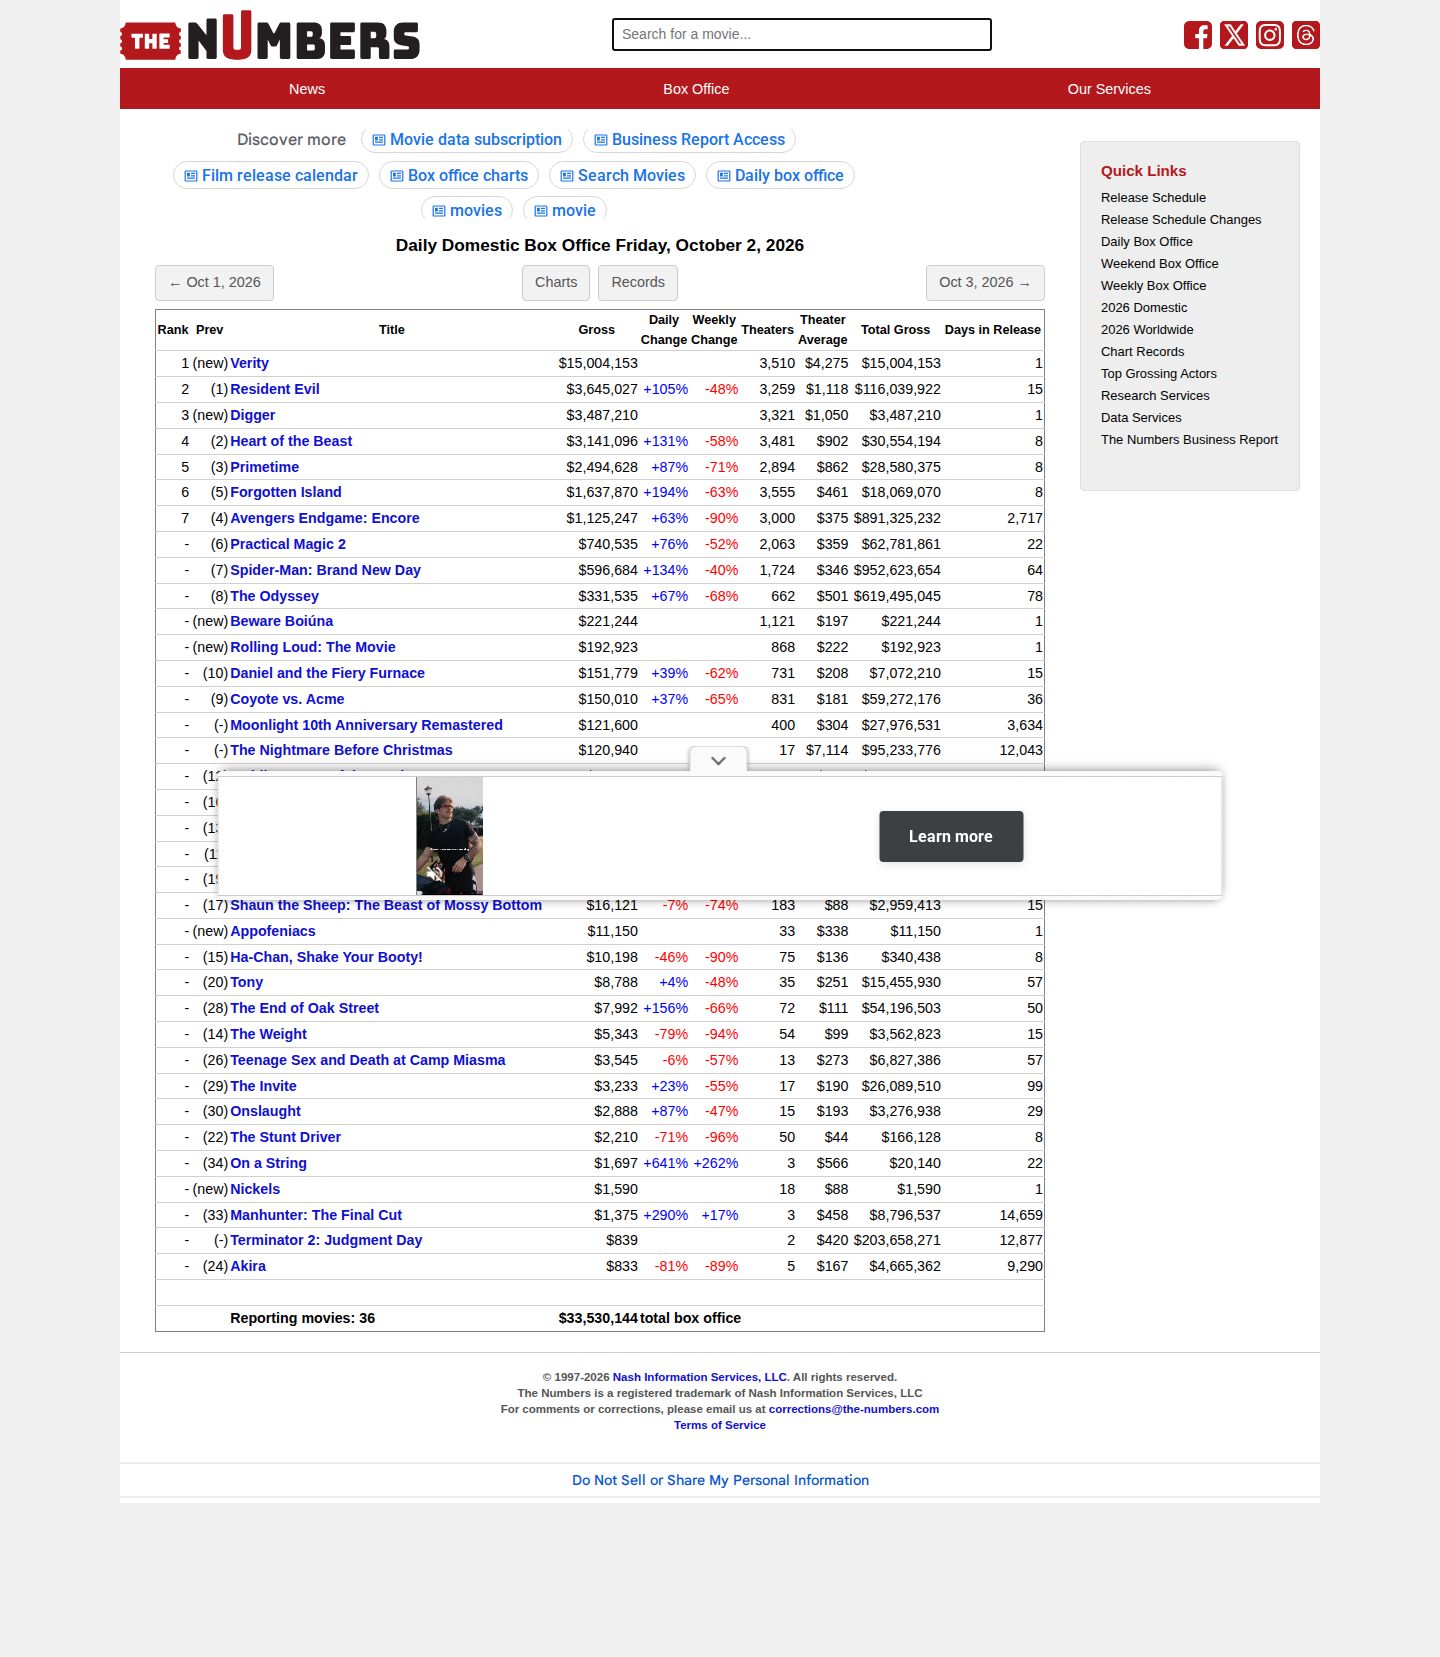 THE NUMBERS
Search for a movie...
News Box Office Our Services
Discover more Movie data subscription Business Report Access
Film release calendar Box office charts Search Movies Daily box office
movies movie
Quick Links
Release Schedule
Release Schedule Changes
Daily Box Office
Weekend Box Office
Weekly Box Office
2026 Domestic
2026 Worldwide
Chart Records
Top Grossing Actors
Research Services
Data Services
The Numbers Business Report
Daily Domestic Box Office Friday, October 2, 2026
← Oct 1, 2026 Charts Records Oct 3, 2026 →
Rank Prev Title Gross Daily Change Weekly Change Theaters Theater Average Total Gross Days in Release
1 (new) Verity $15,004,153 3,510 $4,275 $15,004,153 1
2 (1) Resident Evil $3,645,027 +105% -48% 3,259 $1,118 $116,039,922 15
3 (new) Digger $3,487,210 3,321 $1,050 $3,487,210 1
4 (2) Heart of the Beast $3,141,096 +131% -58% 3,481 $902 $30,554,194 8
5 (3) Primetime $2,494,628 +87% -71% 2,894 $862 $28,580,375 8
6 (5) Forgotten Island $1,637,870 +194% -63% 3,555 $461 $18,069,070 8
7 (4) Avengers Endgame: Encore $1,125,247 +63% -90% 3,000 $375 $891,325,232 2,717
- (6) Practical Magic 2 $740,535 +76% -52% 2,063 $359 $62,781,861 22
- (7) Spider-Man: Brand New Day $596,684 +134% -40% 1,724 $346 $952,623,654 64
- (8) The Odyssey $331,535 +67% -68% 662 $501 $619,495,045 78
- (new) Beware Boiúna $221,244 1,121 $197 $221,244 1
- (new) Rolling Loud: The Movie $192,923 868 $222 $192,923 1
- (10) Daniel and the Fiery Furnace $151,779 +39% -62% 731 $208 $7,072,210 15
- (9) Coyote vs. Acme $150,010 +37% -65% 831 $181 $59,272,176 36
- (-) Moonlight 10th Anniversary Remastered $121,600 400 $304 $27,976,531 3,634
- (-) The Nightmare Before Christmas $120,940 17 $7,114 $95,233,776 12,043
-
-
-
-
-
Learn more
- (17) Shaun the Sheep: The Beast of Mossy Bottom $16,121 -7% -74% 183 $88 $2,959,413 15
- (new) Appofeniacs $11,150 33 $338 $11,150 1
- (15) Ha-Chan, Shake Your Booty! $10,198 -46% -90% 75 $136 $340,438 8
- (20) Tony $8,788 +4% -48% 35 $251 $15,455,930 57
- (28) The End of Oak Street $7,992 +156% -66% 72 $111 $54,196,503 50
- (14) The Weight $5,343 -79% -94% 54 $99 $3,562,823 15
- (26) Teenage Sex and Death at Camp Miasma $3,545 -6% -57% 13 $273 $6,827,386 57
- (29) The Invite $3,233 +23% -55% 17 $190 $26,089,510 99
- (30) Onslaught $2,888 +87% -47% 15 $193 $3,276,938 29
- (22) The Stunt Driver $2,210 -71% -96% 50 $44 $166,128 8
- (34) On a String $1,697 +641% +262% 3 $566 $20,140 22
- (new) Nickels $1,590 18 $88 $1,590 1
- (33) Manhunter: The Final Cut $1,375 +290% +17% 3 $458 $8,796,537 14,659
- (-) Terminator 2: Judgment Day $839 2 $420 $203,658,271 12,877
- (24) Akira $833 -81% -89% 5 $167 $4,665,362 9,290
Reporting movies: 36 $33,530,144 total box office
© 1997-2026 Nash Information Services, LLC. All rights reserved.
The Numbers is a registered trademark of Nash Information Services, LLC
For comments or corrections, please email us at corrections@the-numbers.com
Terms of Service
Do Not Sell or Share My Personal Information